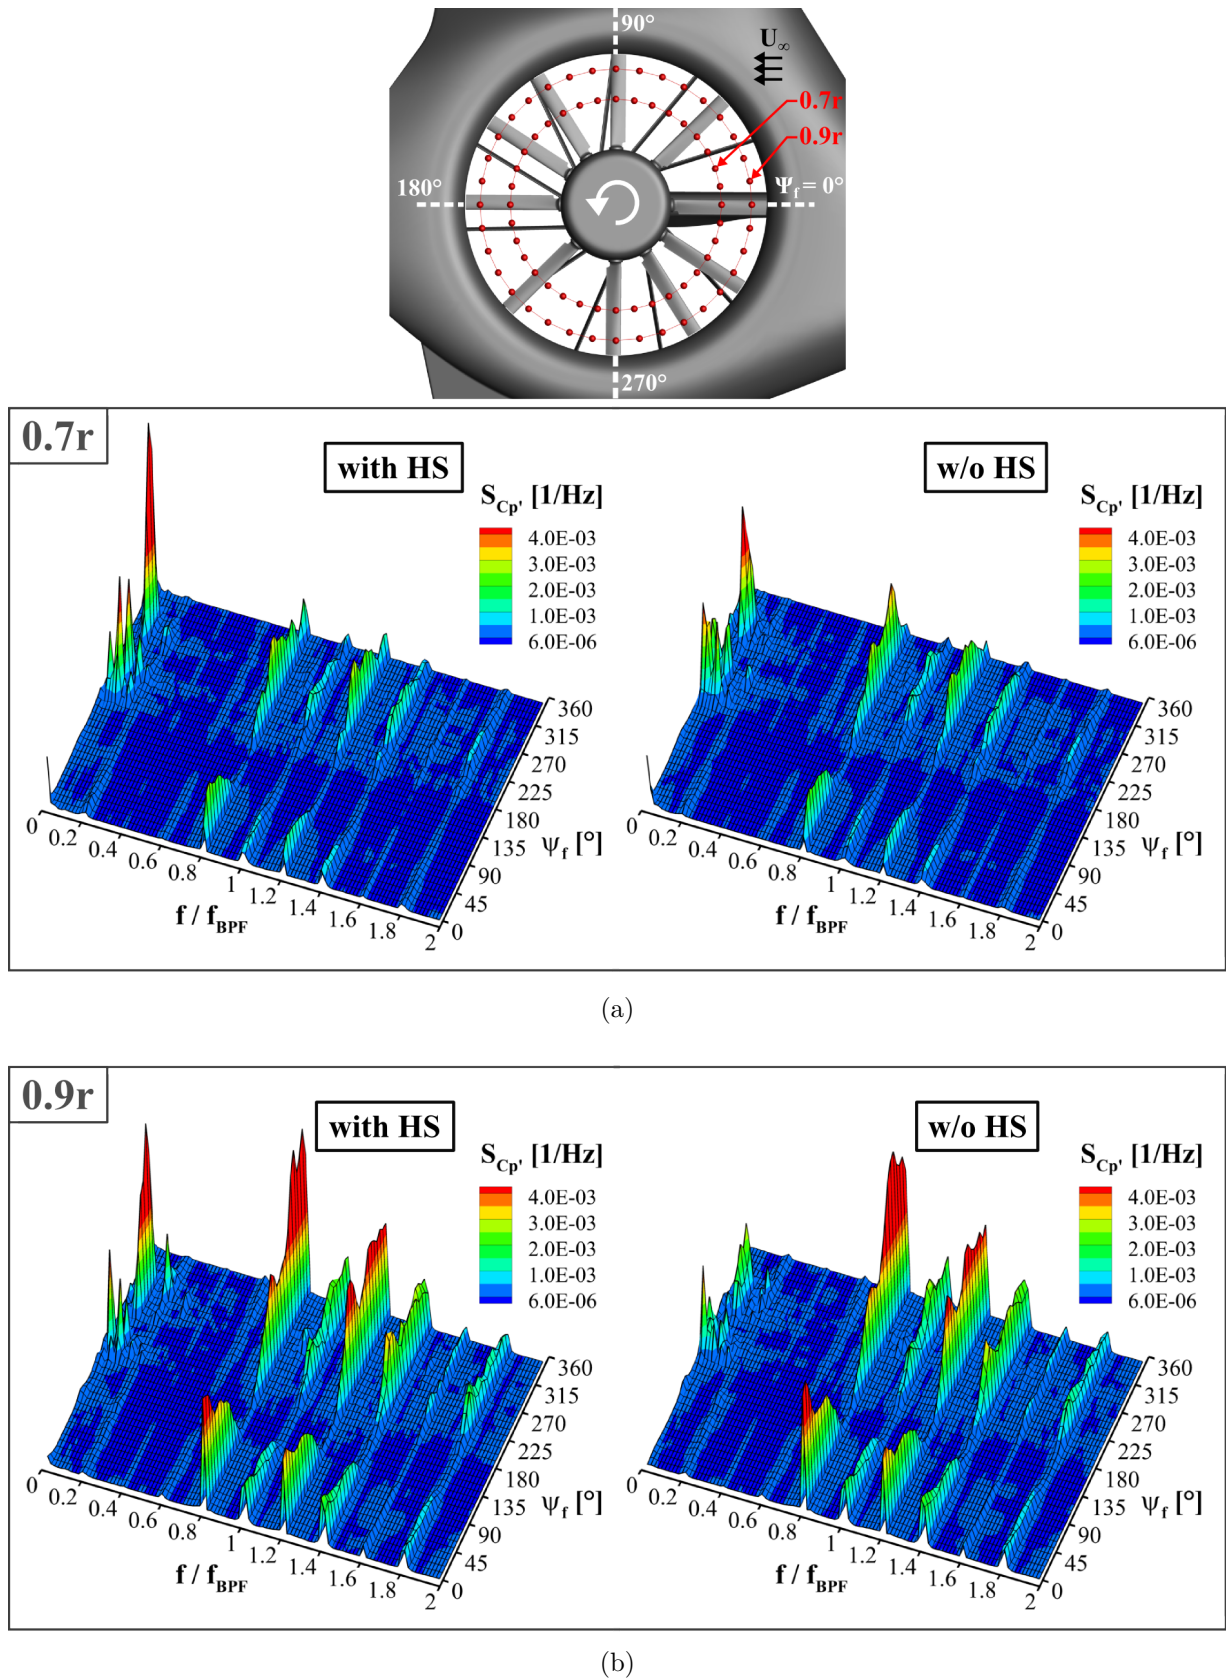 90°
U∞
0.7r
0.9r
180°
Ψf = 0°
270°
0.7r
with HS
w/o HS
SCp' [1/Hz]
4.0E-03
3.0E-03
2.0E-03
1.0E-03
6.0E-06
SCp' [1/Hz]
4.0E-03
3.0E-03
2.0E-03
1.0E-03
6.0E-06
0
0.2
0.4
0.6
0.8
1
1.2
1.4
1.6
1.8
2
f / fBPF
360
315
270
225
180
135
90
45
0
ψf [°]
0
0.2
0.4
0.6
0.8
1
1.2
1.4
1.6
1.8
2
f / fBPF
360
315
270
225
180
135
90
45
0
ψf [°]
(a)
0.9r
with HS
w/o HS
SCp' [1/Hz]
4.0E-03
3.0E-03
2.0E-03
1.0E-03
6.0E-06
SCp' [1/Hz]
4.0E-03
3.0E-03
2.0E-03
1.0E-03
6.0E-06
0
0.2
0.4
0.6
0.8
1
1.2
1.4
1.6
1.8
2
f / fBPF
360
315
270
225
180
135
90
45
0
ψf [°]
0
0.2
0.4
0.6
0.8
1
1.2
1.4
1.6
1.8
2
f / fBPF
360
315
270
225
180
135
90
45
0
ψf [°]
(b)